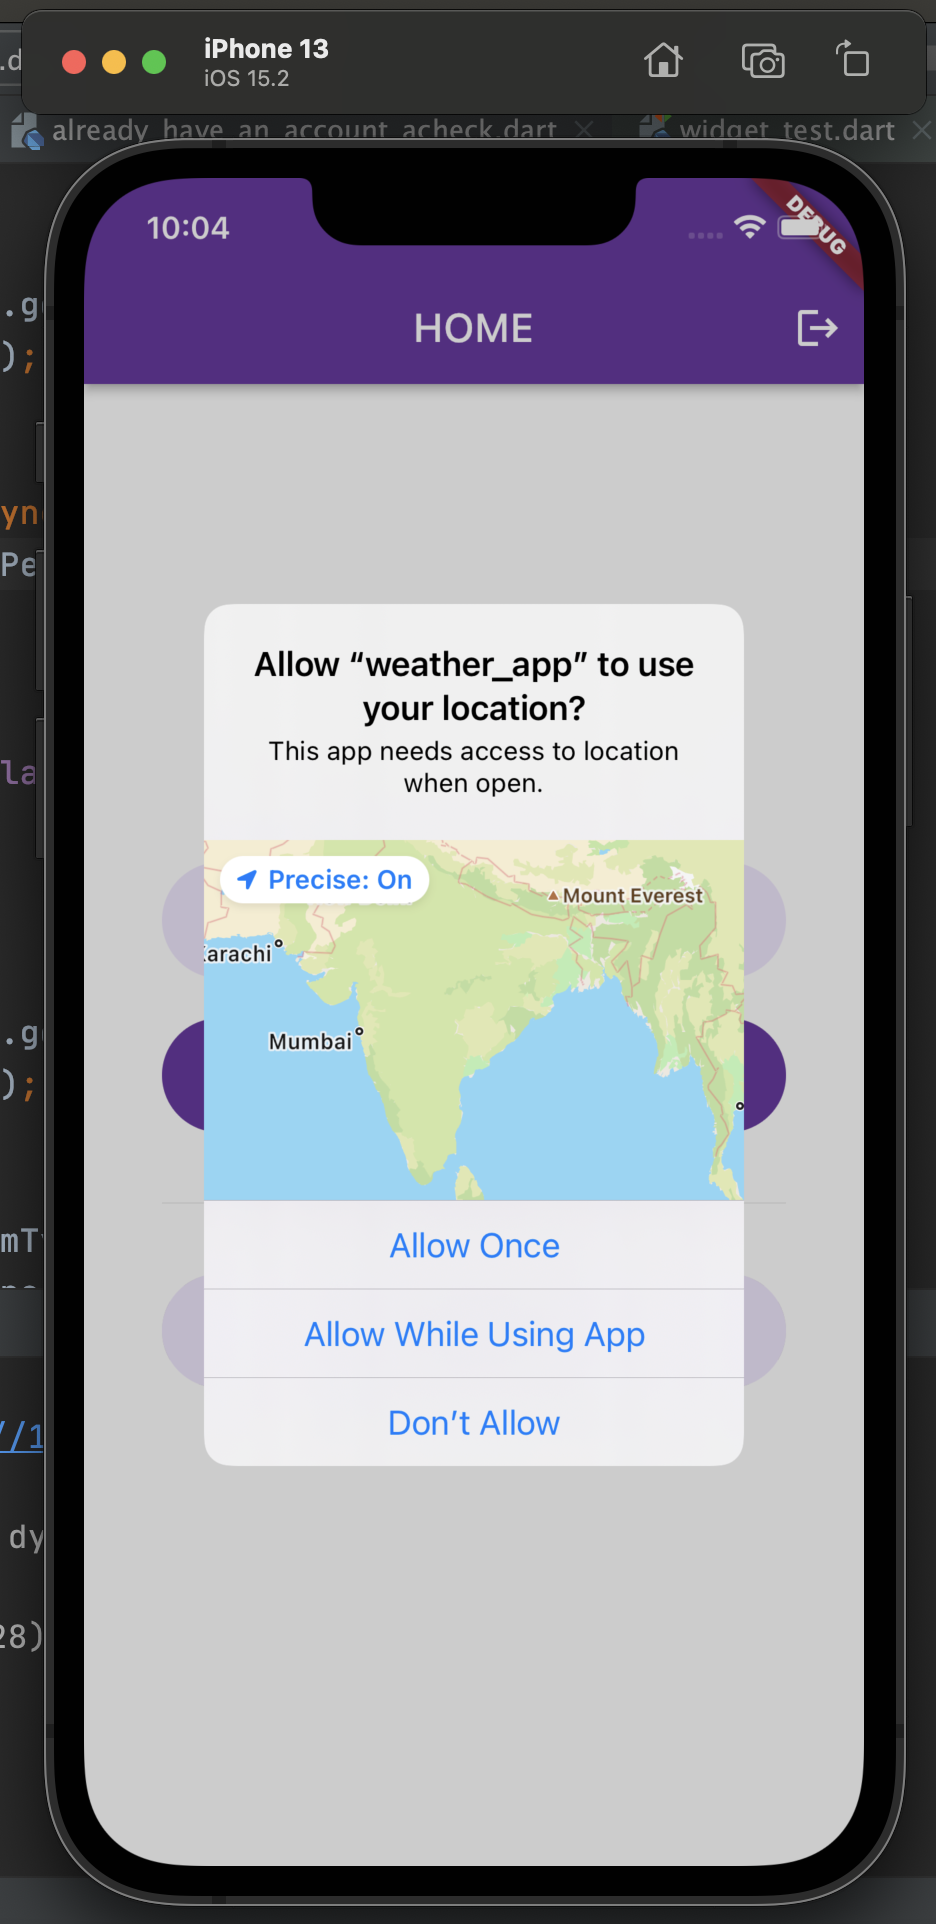 iPhone 13
iOS 15.2
.d
already_have_an_account_acheck.dart
widget_test.dart
10:04
DEBUG
HOME
.g
);
yn
Pe
Allow “weather_app” to use
your location?
This app needs access to location
when open.
la
Precise: On
Mount Everest
Karachi
.g
Mumbai
);
mT
Allow Once
Allow While Using App
Don’t Allow
//1
dy
28)